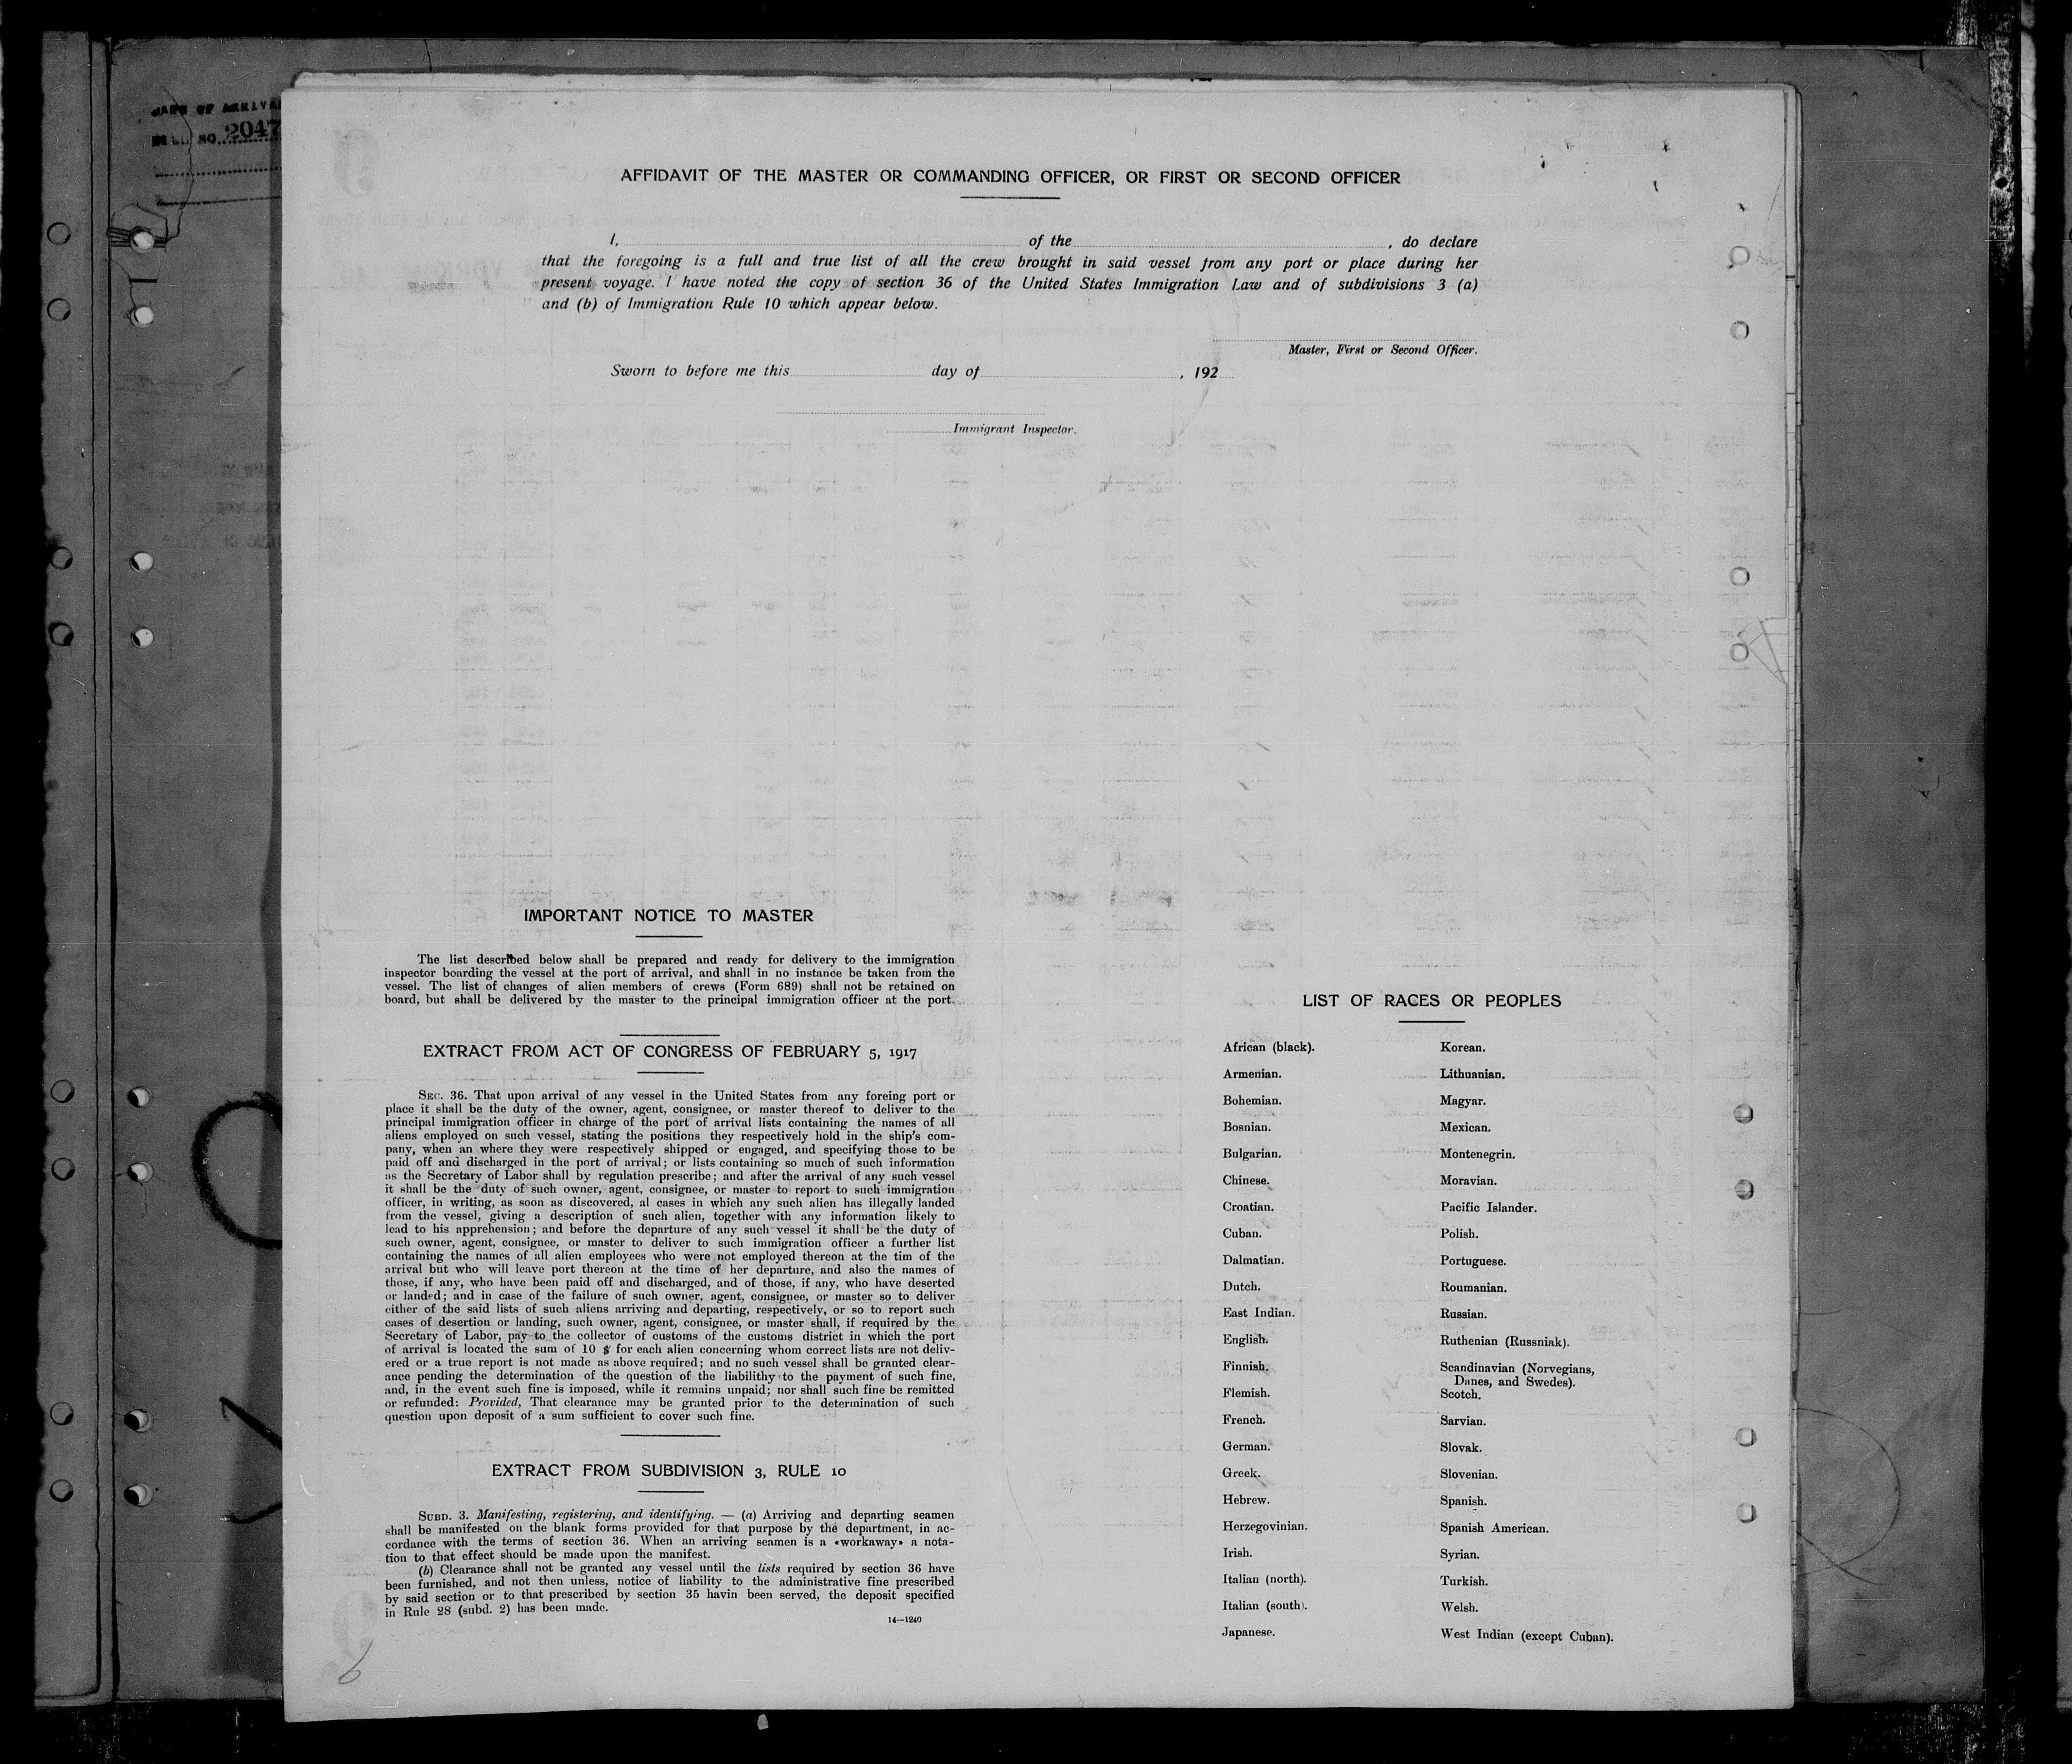 DATE OF ARRIVA
NO. 2047
AFFIDAVIT OF THE MASTER OR COMMANDING OFFICER, OR FIRST OR SECOND OFFICER
I, of the , do declare
that the foregoing is a full and true list of all the crew brought in said vessel from any port or place during her
present voyage. I have noted the copy of section 36 of the United States Immigration Law and of subdivisions 3 (a)
and (b) of Immigration Rule 10 which appear below.
Master, First or Second Officer.
Sworn to before me this day of , 192
Immigrant Inspector.
IMPORTANT NOTICE TO MASTER
The list described below shall be prepared and ready for delivery to the immigration
inspector boarding the vessel at the port of arrival, and shall in no instance be taken from the
vessel. The list of changes of alien members of crews (Form 689) shall not be retained on
board, but shall be delivered by the master to the principal immigration officer at the port.
EXTRACT FROM ACT OF CONGRESS OF FEBRUARY 5, 1917
SEC. 36. That upon arrival of any vessel in the United States from any foreing port or
place it shall be the duty of the owner, agent, consignee, or master thereof to deliver to the
principal immigration officer in charge of the port of arrival lists containing the names of all
aliens employed on such vessel, stating the positions they respectively hold in the ship's com-
pany, when an where they were respectively shipped or engaged, and specifying those to be
paid off and discharged in the port of arrival; or lists containing so much of such information
as the Secretary of Labor shall by regulation prescribe; and after the arrival of any such vessel
it shall be the duty of such owner, agent, consignee, or master to report to such immigration
officer, in writing, as soon as discovered, al cases in which any such alien has illegally landed
from the vessel, giving a description of such alien, together with any information likely to
lead to his apprehension; and before the departure of any such vessel it shall be the duty of
such owner, agent, consignee, or master to deliver to such immigration officer a further list
containing the names of all alien employees who were not employed thereon at the tim of the
arrival but who will leave port thereon at the time of her departure, and also the names of
those, if any, who have been paid off and discharged, and of those, if any, who have deserted
or landed; and in case of the failure of such owner, agent, consignee, or master so to deliver
either of the said lists of such aliens arriving and departing, respectively, or so to report such
cases of desertion or landing, such owner, agent, consignee, or master shall, if required by the
Secretary of Labor, pay to the collector of customs of the customs district in which the port
of arrival is located the sum of 10 $ for each alien concerning whom correct lists are not deliv-
ered or a true report is not made as above required; and no such vessel shall be granted clear-
ance pending the determination of the question of the liabilithy to the payment of such fine,
and, in the event such fine is imposed, while it remains unpaid; nor shall such fine be remitted
or refunded: Provided, That clearance may be granted prior to the determination of such
question upon deposit of a sum sufficient to cover such fine.
EXTRACT FROM SUBDIVISION 3, RULE 10
SUBD. 3. Manifesting, registering, and identifying. — (a) Arriving and departing seamen
shall be manifested on the blank forms provided for that purpose by the department, in ac-
cordance with the terms of section 36. When an arriving seamen is a «workaway» a nota-
tion to that effect should be made upon the manifest.
(b) Clearance shall not be granted any vessel until the lists required by section 36 have
been furnished, and not then unless, notice of liability to the administrative fine prescribed
by said section or to that prescribed by section 35 havin been served, the deposit specified
in Rule 28 (subd. 2) has been made.
14—1240
6
LIST OF RACES OR PEOPLES
African (black).
Armenian.
Bohemian.
Bosnian.
Bulgarian.
Chinese.
Croatian.
Cuban.
Dalmatian.
Dutch.
East Indian.
English.
Finnish.
Flemish.
French.
German.
Greek.
Hebrew.
Herzegovinian.
Irish.
Italian (north).
Italian (south).
Japanese.
Korean.
Lithuanian.
Magyar.
Mexican.
Montenegrin.
Moravian.
Pacific Islander.
Polish.
Portuguese.
Roumanian.
Russian.
Ruthenian (Russniak).
Scandinavian (Norvegians,
Danes, and Swedes).
Scotch.
Sarvian.
Slovak.
Slovenian.
Spanish.
Spanish American.
Syrian.
Turkish.
Welsh.
West Indian (except Cuban).